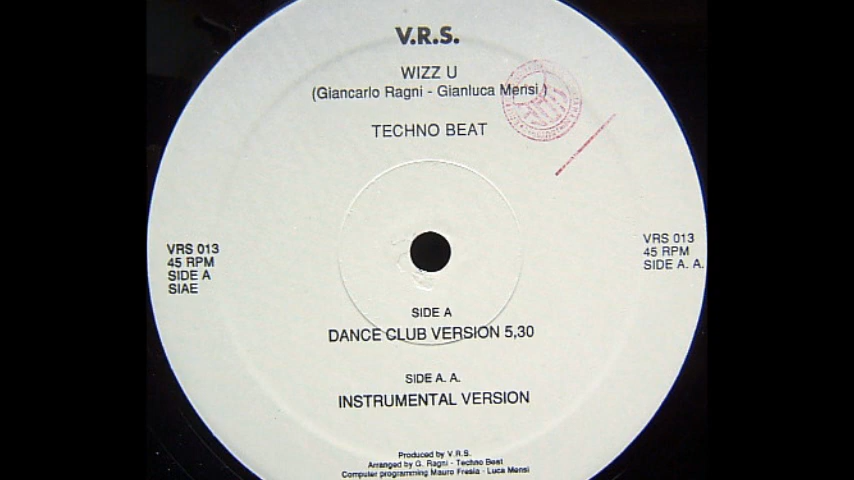 V.R.S.
WIZZ U
(Giancarlo Ragni - Gianluca Mensi)
TECHNO BEAT
VRS 013
45 RPM
SIDE A
SIAE
VRS 013
45 RPM
SIDE A. A.
SIDE A
DANCE CLUB VERSION 5,30
SIDE A. A.
INSTRUMENTAL VERSION
Produced by V.R.S.
Arranged by G. Ragni - Techno Beat
Computer programming Mauro Fresia - Luca Mensi